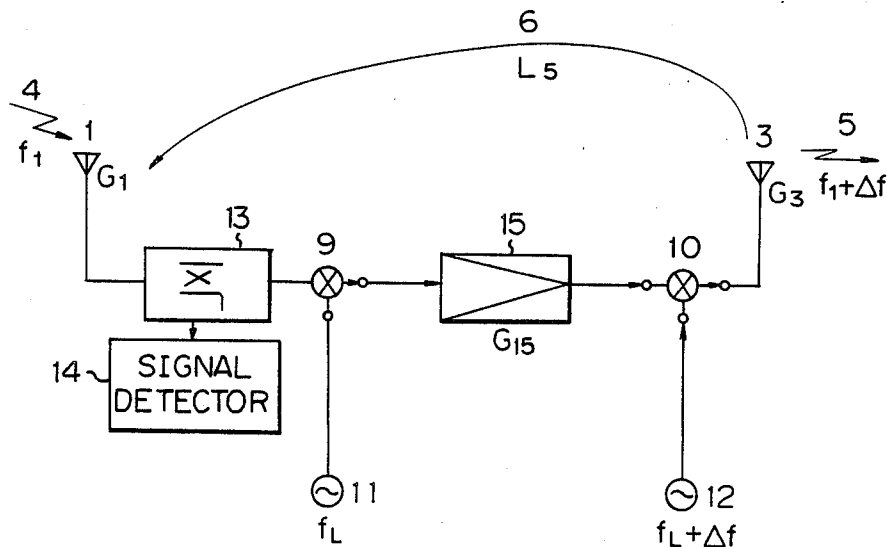 6
L5
4
1
f1
G1
3
5
G3
f1+Δf
13
9
15
10
G15
14
SIGNAL
DETECTOR
11
fL
12
fL+Δf